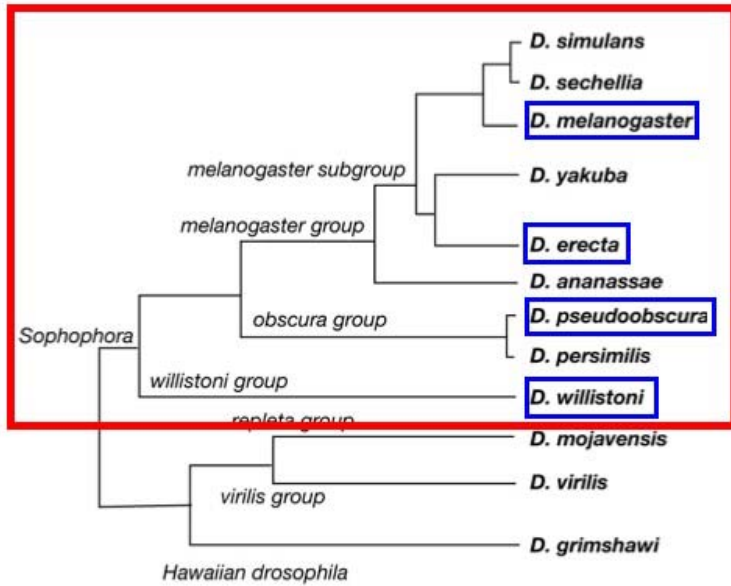 D. simulans
D. sechellia
D. melanogaster
melanogaster subgroup
D. yakuba
melanogaster group
D. erecta
D. ananassae
D. pseudoobscura
obscura group
Sophophora
D. persimilis
willistoni group
D. willistoni
repleta group
D. mojavensis
D. virilis
virilis group
D. grimshawi
Hawaiian drosophila